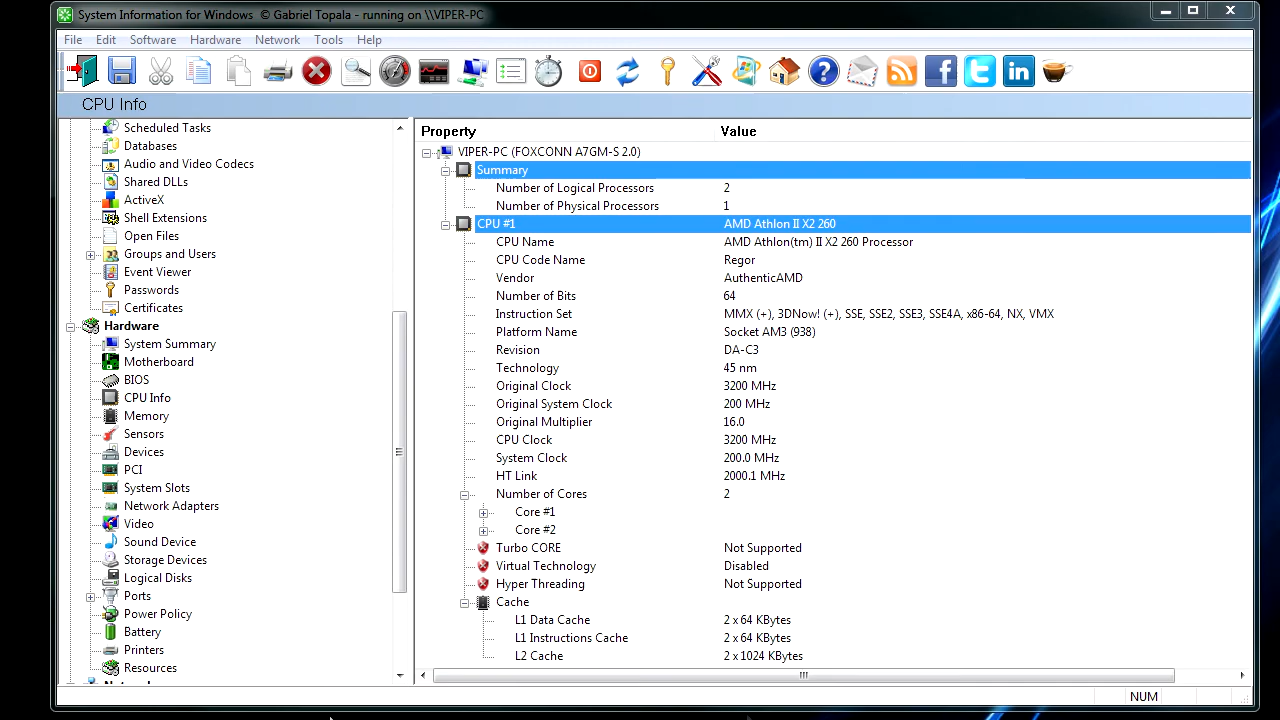 System Information for Windows © Gabriel Topala - running on \\VIPER-PC
File Edit Software Hardware Network Tools Help
CPU Info
Scheduled Tasks
Databases
Audio and Video Codecs
Shared DLLs
ActiveX
Shell Extensions
Open Files
Groups and Users
Event Viewer
Passwords
Certificates
Hardware
System Summary
Motherboard
BIOS
CPU Info
Memory
Sensors
Devices
PCI
System Slots
Network Adapters
Video
Sound Device
Storage Devices
Logical Disks
Ports
Power Policy
Battery
Printers
Resources
Property Value
VIPER-PC (FOXCONN A7GM-S 2.0)
Summary
Number of Logical Processors 2
Number of Physical Processors 1
CPU #1 AMD Athlon II X2 260
CPU Name AMD Athlon(tm) II X2 260 Processor
CPU Code Name Regor
Vendor AuthenticAMD
Number of Bits 64
Instruction Set MMX (+), 3DNow! (+), SSE, SSE2, SSE3, SSE4A, x86-64, NX, VMX
Platform Name Socket AM3 (938)
Revision DA-C3
Technology 45 nm
Original Clock 3200 MHz
Original System Clock 200 MHz
Original Multiplier 16.0
CPU Clock 3200 MHz
System Clock 200.0 MHz
HT Link 2000.1 MHz
Number of Cores 2
Core #1
Core #2
Turbo CORE Not Supported
Virtual Technology Disabled
Hyper Threading Not Supported
Cache
L1 Data Cache 2 x 64 KBytes
L1 Instructions Cache 2 x 64 KBytes
L2 Cache 2 x 1024 KBytes
NUM